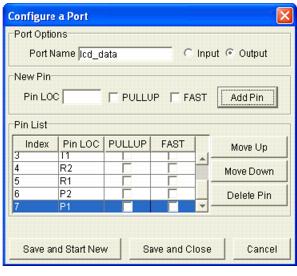 Configure a Port
Port Options
Port Name lcd_data Input Output
New Pin
Pin LOC PULLUP FAST Add Pin
Pin List
Index Pin LOC PULLUP FAST
3 T1
4 R2
5 R1
6 P2
7 P1
Move Up
Move Down
Delete Pin
Save and Start New Save and Close Cancel